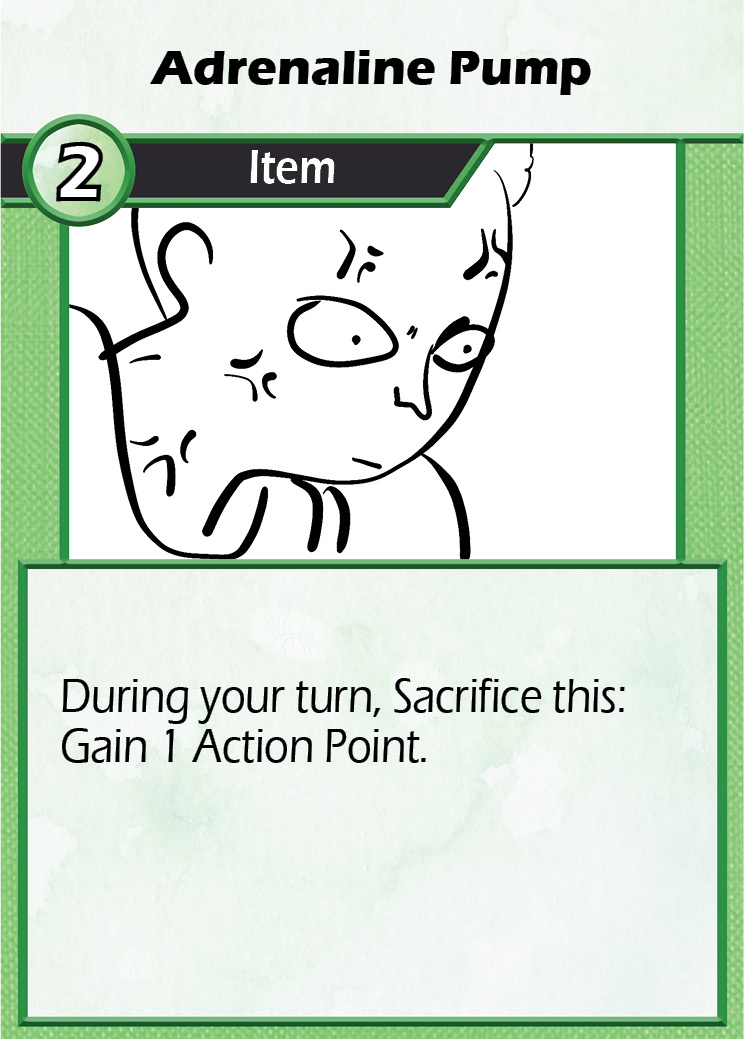 Adrenaline Pump
2
Item
During your turn, Sacrifice this:
Gain 1 Action Point.